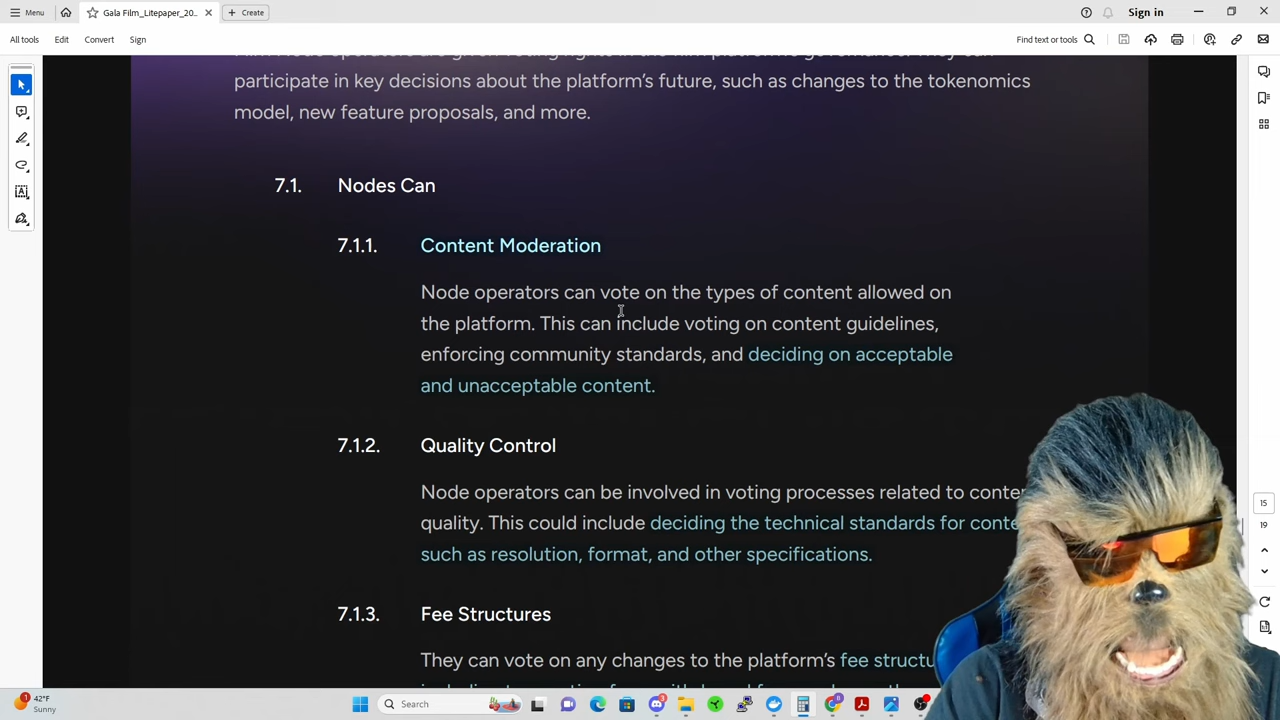 Menu
Gala Film_Litepaper_20...
Create
Sign in
All tools
Edit
Convert
Sign
Find text or tools
participate in key decisions about the platform's future, such as changes to the tokenomics
model, new feature proposals, and more.
7.1. Nodes Can
7.1.1. Content Moderation
Node operators can vote on the types of content allowed on
the platform. This can include voting on content guidelines,
enforcing community standards, and deciding on acceptable
and unacceptable content.
7.1.2. Quality Control
Node operators can be involved in voting processes related to conte
quality. This could include deciding the technical standards for conte
such as resolution, format, and other specifications.
7.1.3. Fee Structures
They can vote on any changes to the platform's fee structu
15
19
42°F
Sunny
Search